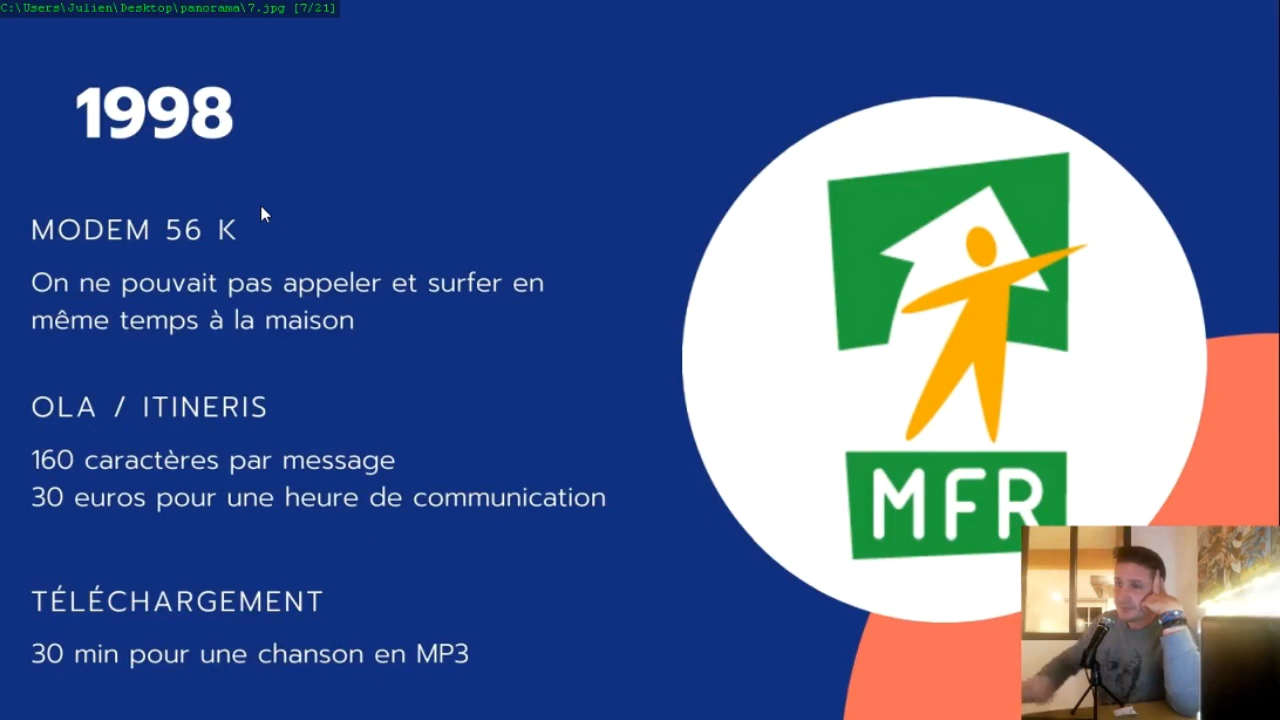 C:\Users\Julien\Desktop\panorama\7.jpg [7/21]
1998
MODEM 56 K
On ne pouvait pas appeler et surfer en
même temps à la maison
OLA / ITINERIS
160 caractères par message
30 euros pour une heure de communication
TÉLÉCHARGEMENT
30 min pour une chanson en MP3
MFR